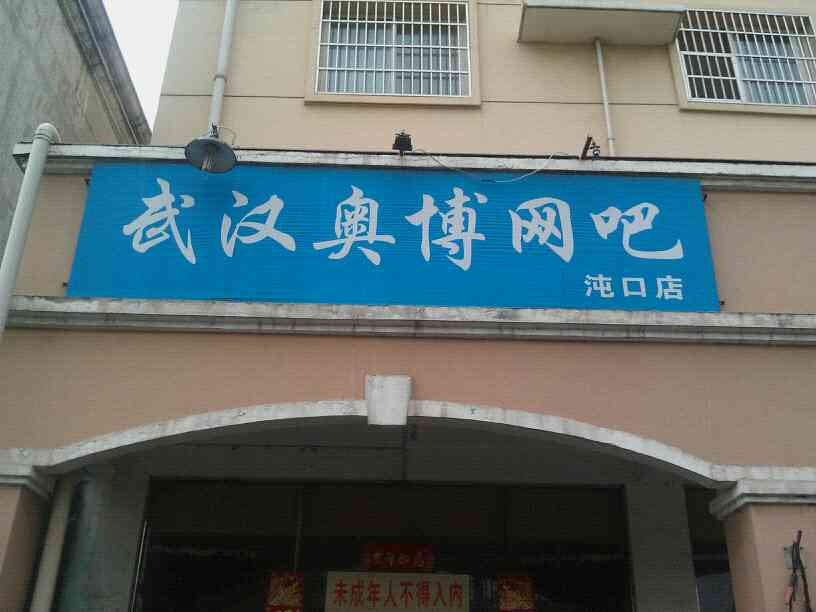 武汉奥博网吧
沌口店
未成年人不得入内